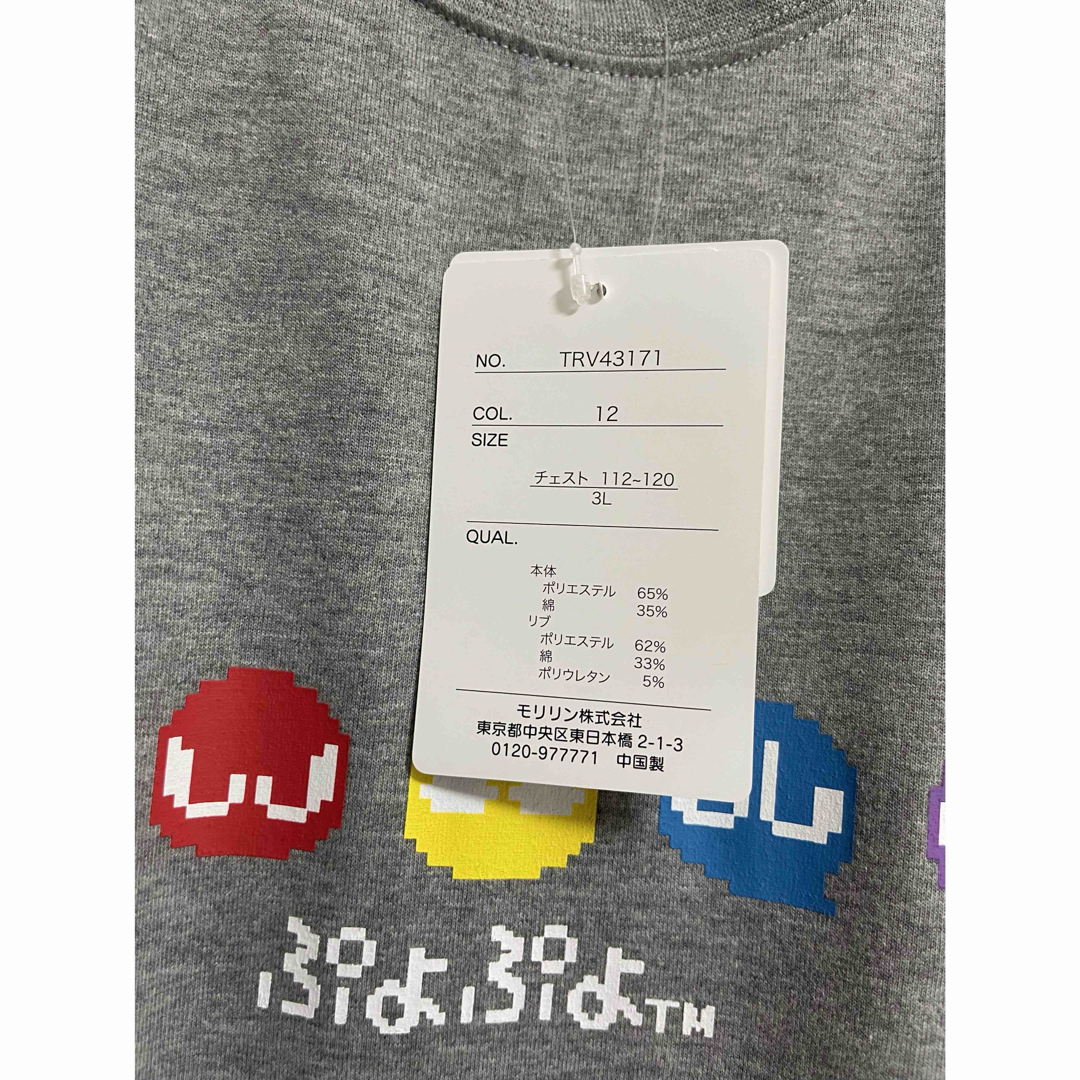 NO. TRV43171
COL. 12
SIZE
チェスト 112~120
3L
QUAL.
本体
ポリエステル 65%
綿 35%
リブ
ポリエステル 62%
綿 33%
ポリウレタン 5%
モリリン株式会社
東京都中央区東日本橋2-1-3
0120-977771 中国製
ぷよぷよTM